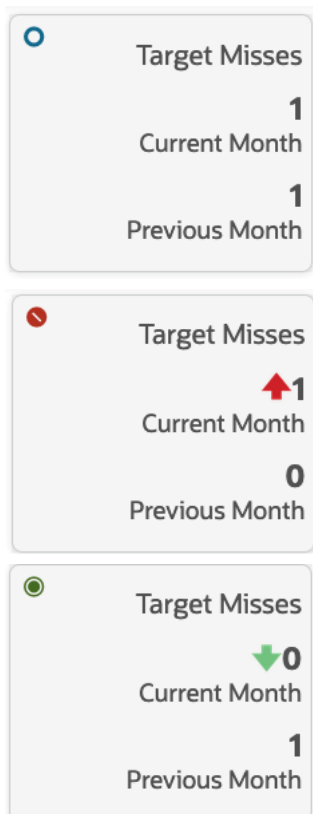 Target Misses
1
Current Month
1
Previous Month
Target Misses
1
Current Month
0
Previous Month
Target Misses
0
Current Month
1
Previous Month